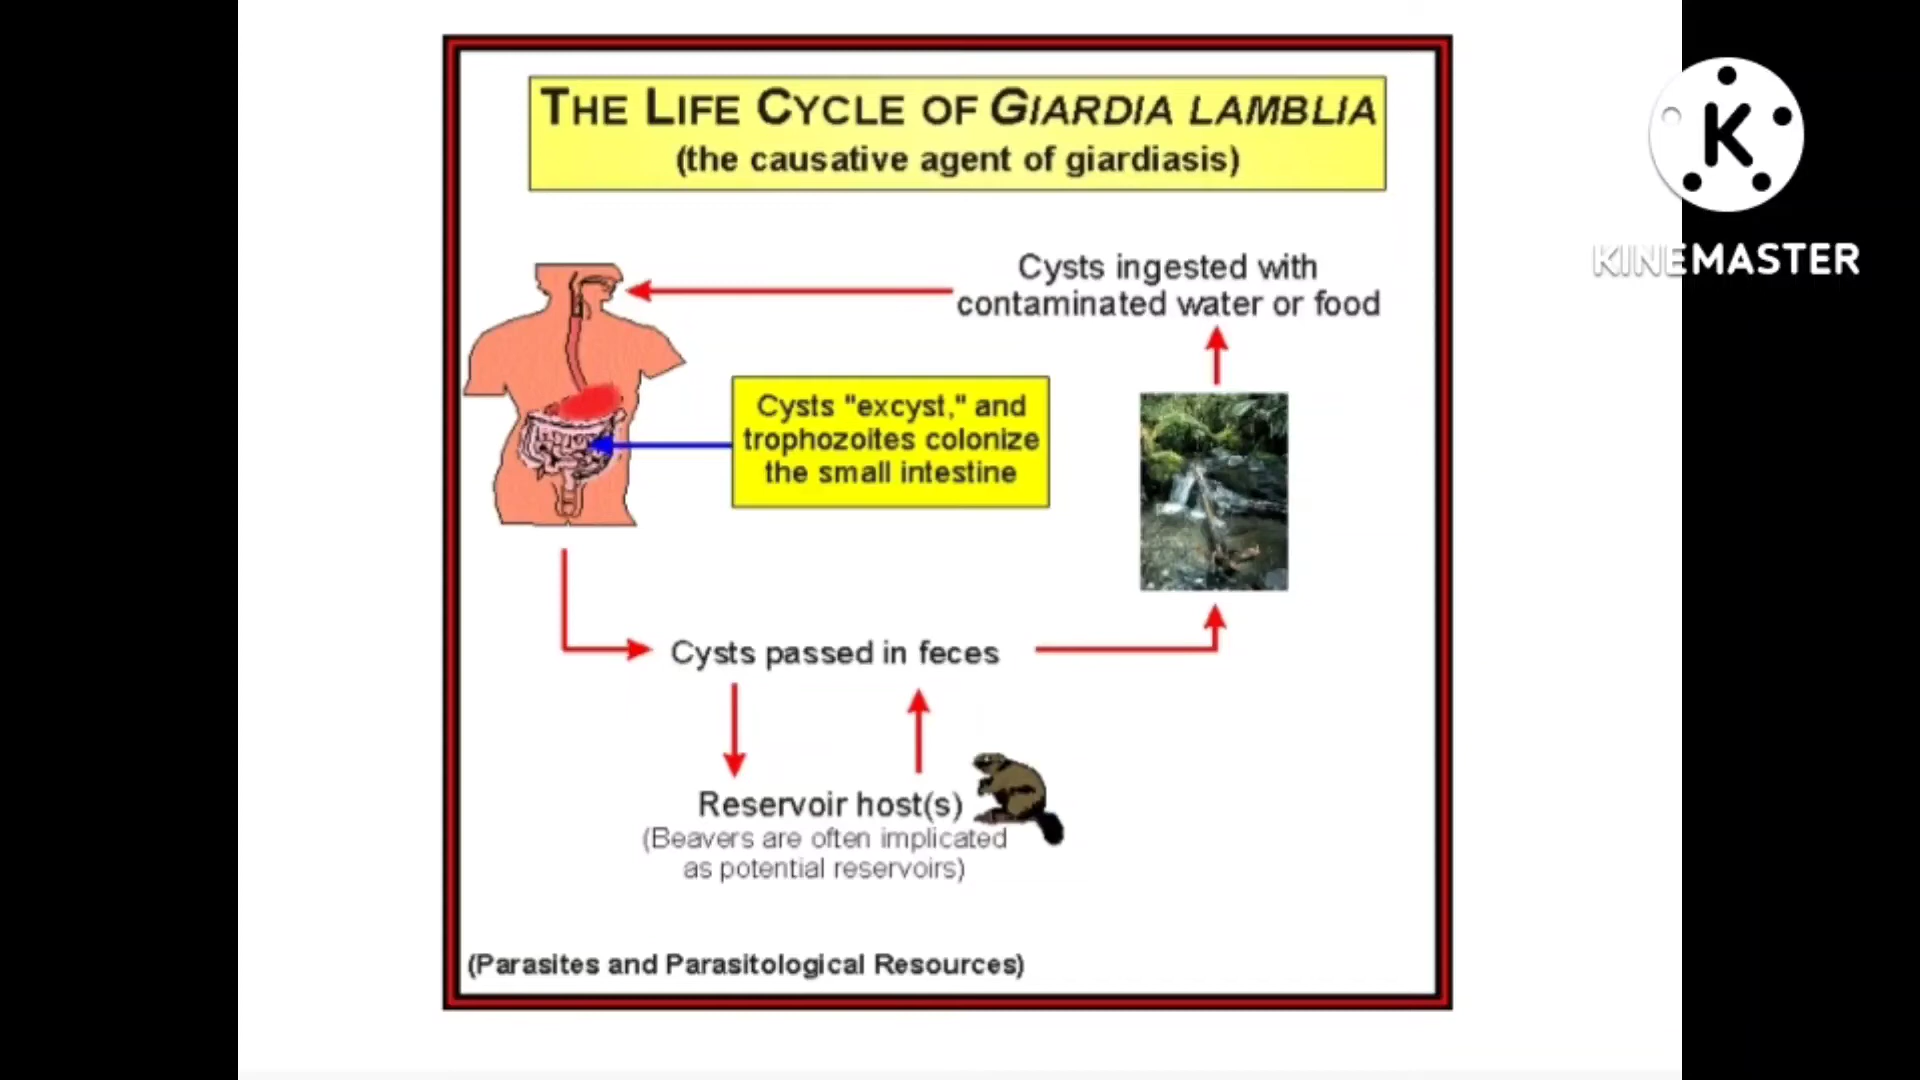 THE LIFE CYCLE OF GIARDIA LAMBLIA
(the causative agent of giardiasis)
K
KINEMASTER
Cysts ingested with
contaminated water or food
Cysts "excyst," and
trophozoites colonize
the small intestine
Cysts passed in feces
Reservoir host(s)
(Beavers are often implicated
as potential reservoirs)
(Parasites and Parasitological Resources)